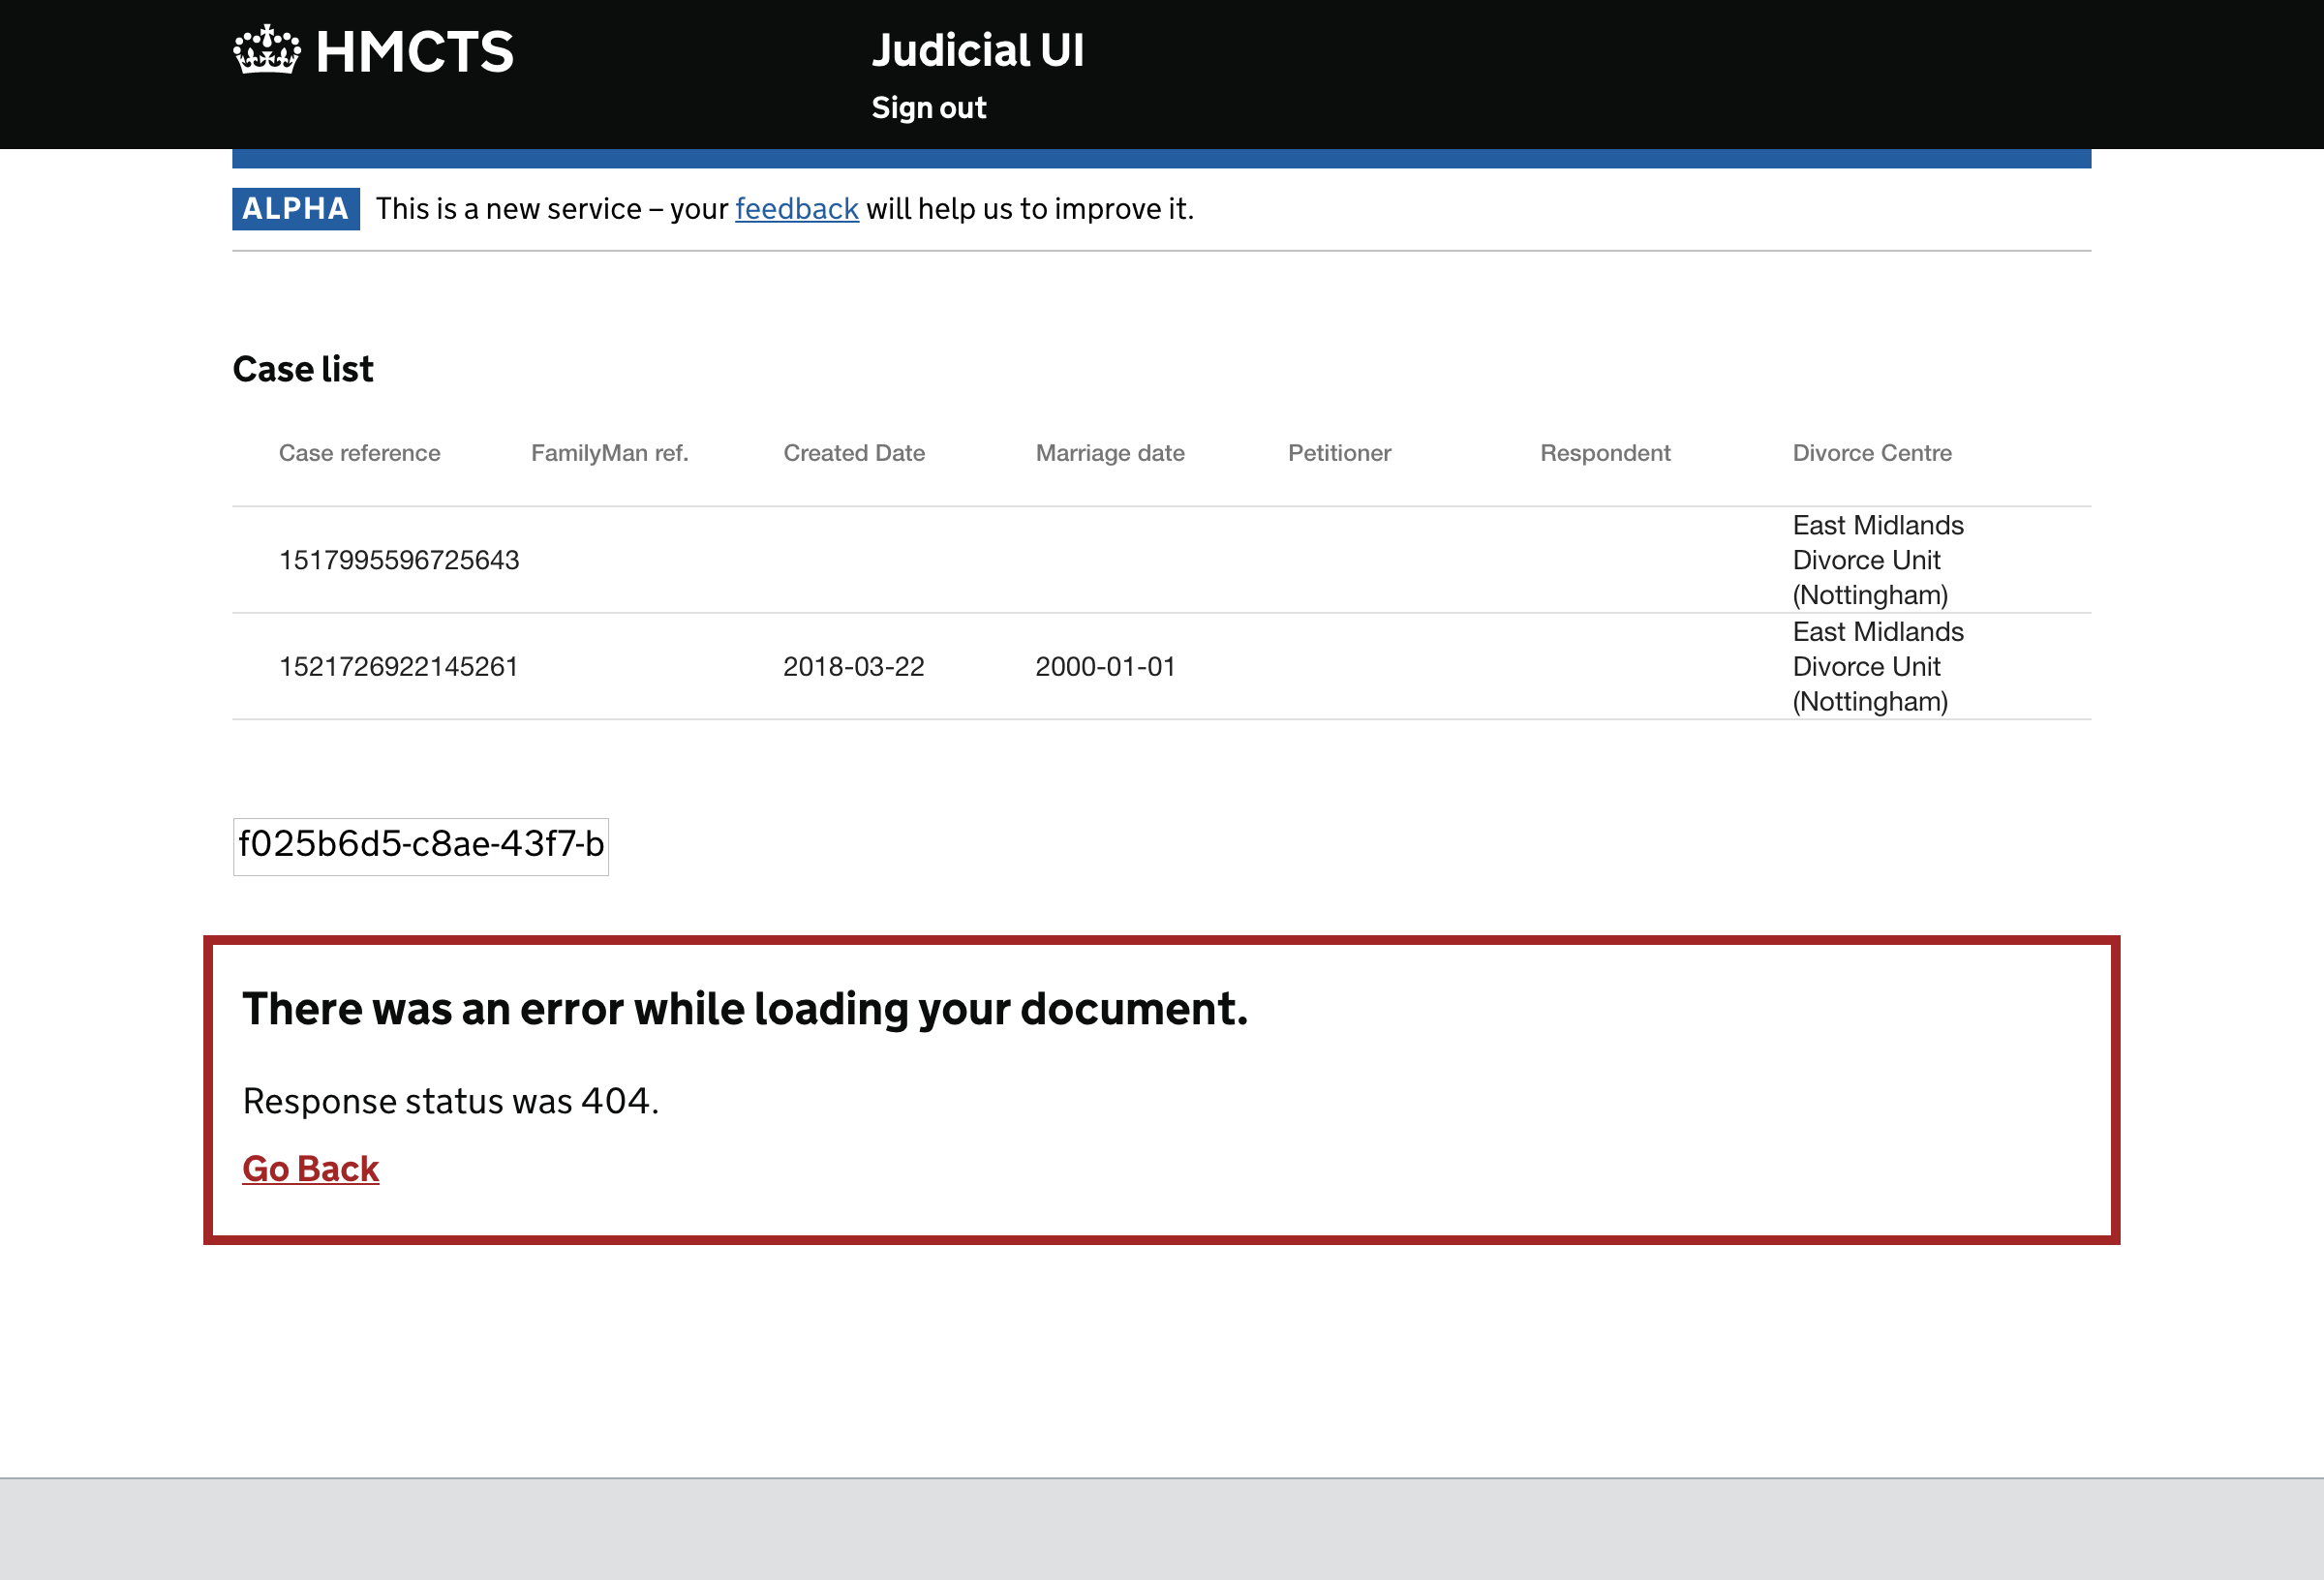 HMCTS
Judicial UI
Sign out
ALPHA This is a new service – your feedback will help us to improve it.
Case list
Case reference FamilyMan ref. Created Date Marriage date Petitioner Respondent Divorce Centre
East Midlands
1517995596725643 Divorce Unit
(Nottingham)
East Midlands
1521726922145261 2018-03-22 2000-01-01 Divorce Unit
(Nottingham)
f025b6d5-c8ae-43f7-b
There was an error while loading your document.
Response status was 404.
Go Back